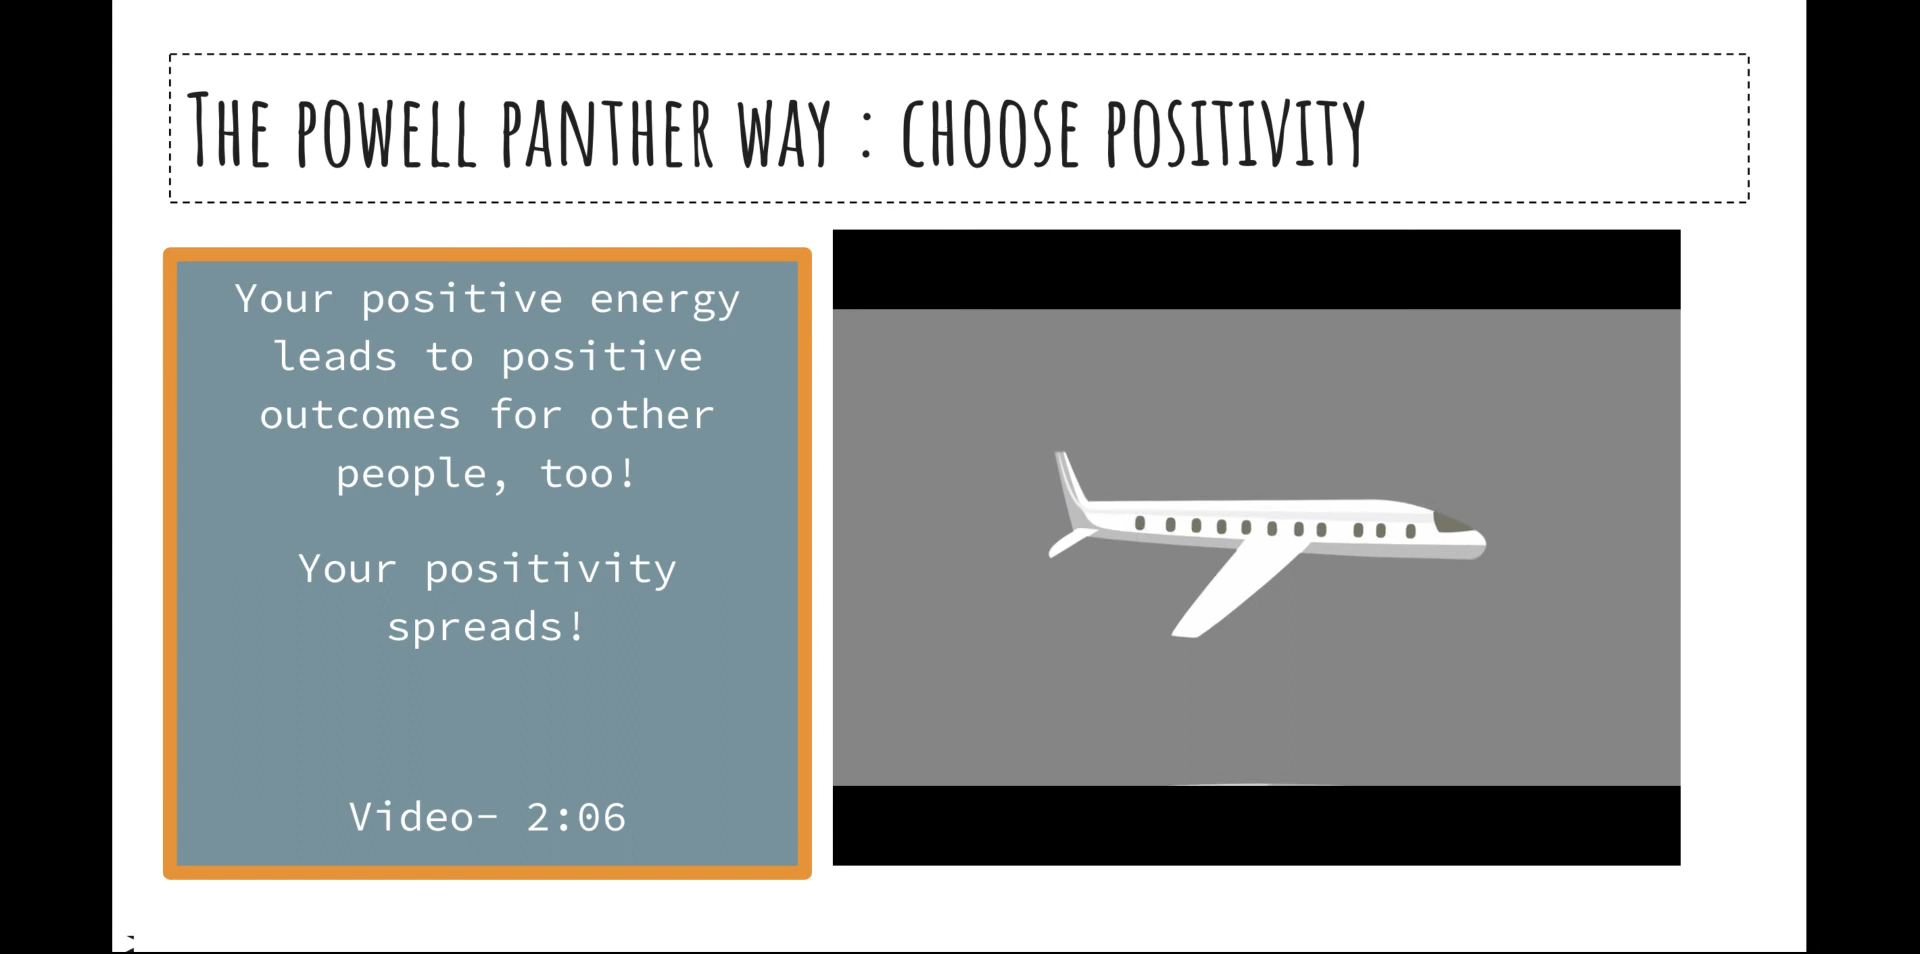 The powell panther way : choose positivity
Your positive energy
leads to positive
outcomes for other
people, too!
Your positivity
spreads!
Video- 2:06